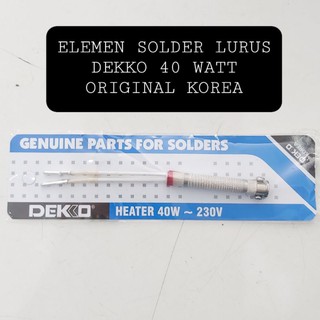 ELEMEN SOLDER LURUS
DEKKO 40 WATT
ORIGINAL KOREA
GENUINE PARTS FOR SOLDERS
DEKKO
HEATER 40W ~ 230V